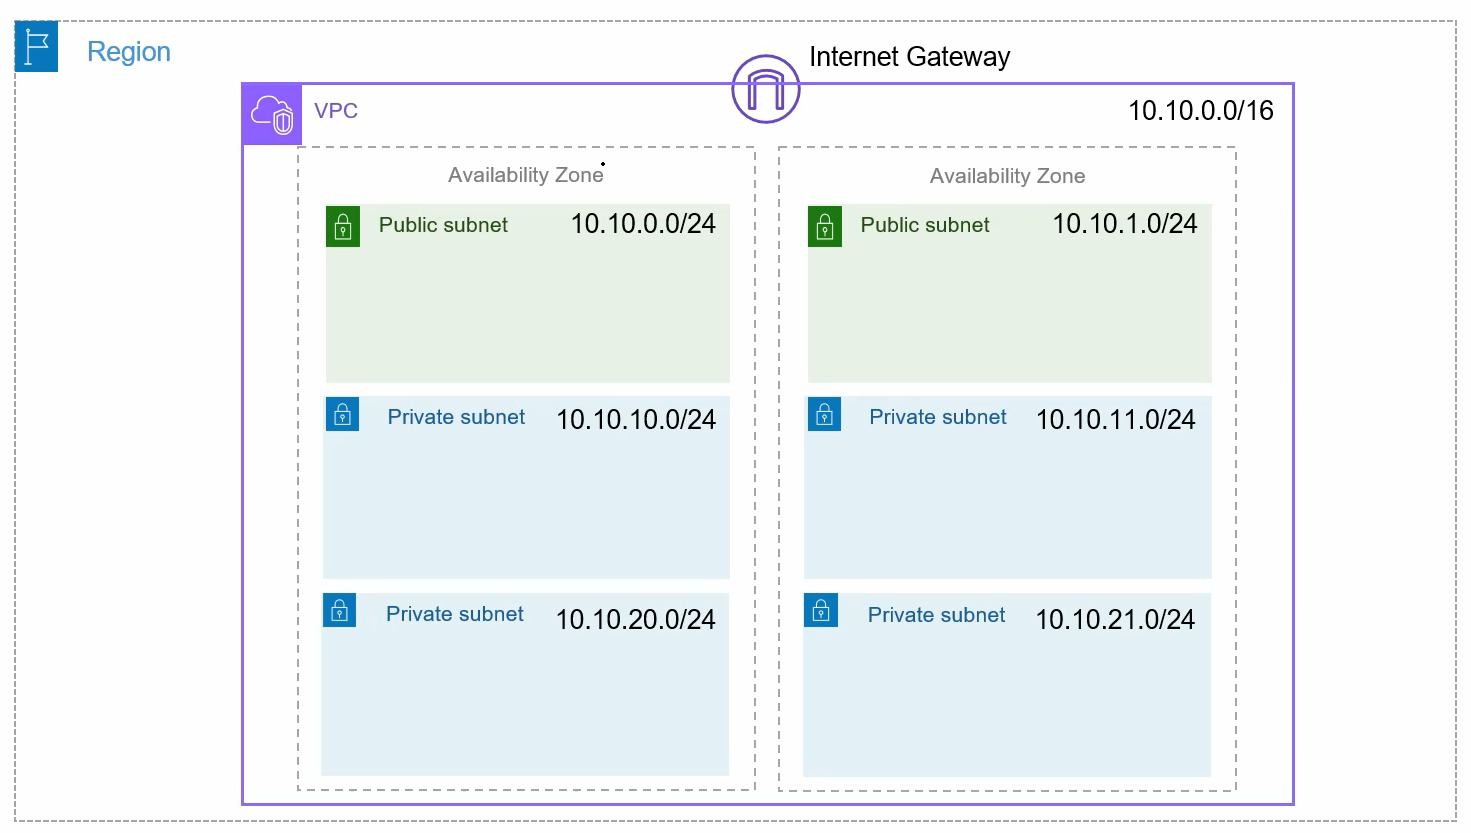 Region
Internet Gateway
VPC
10.10.0.0/16
Availability Zone
Public subnet 10.10.0.0/24
Private subnet 10.10.10.0/24
Private subnet 10.10.20.0/24
Availability Zone
Public subnet 10.10.1.0/24
Private subnet 10.10.11.0/24
Private subnet 10.10.21.0/24